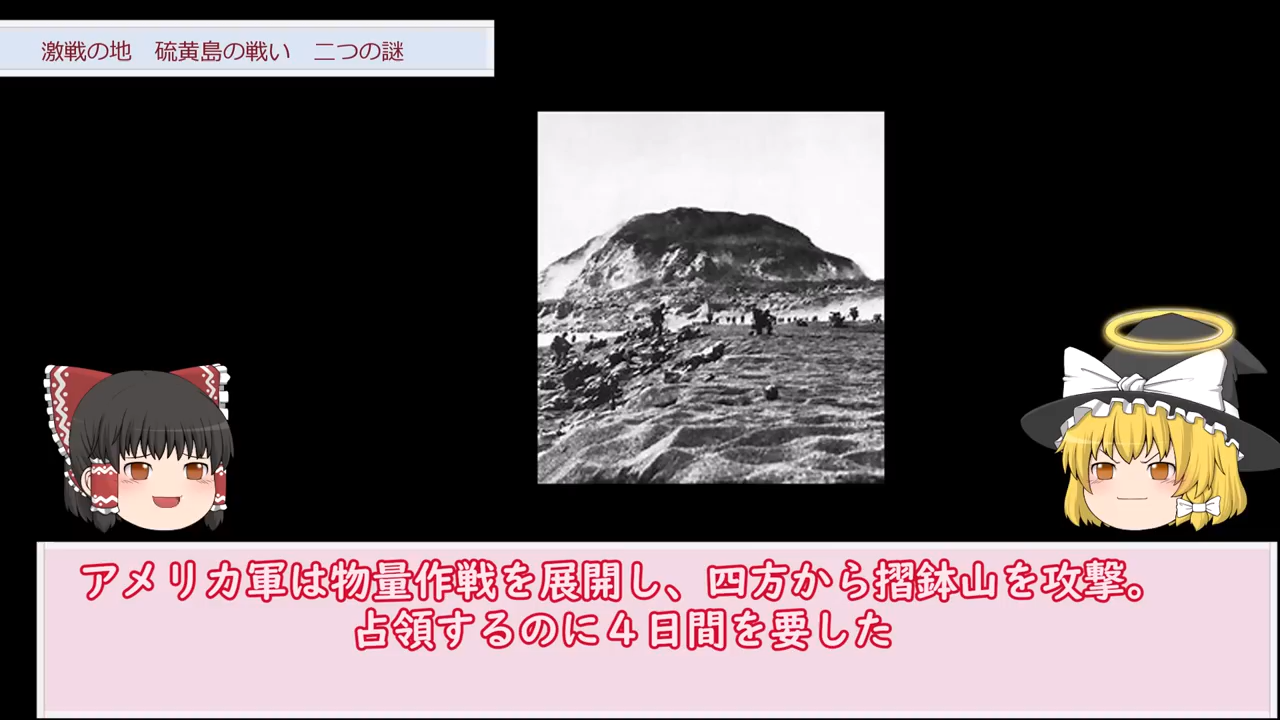 激戦の地　硫黄島の戦い　二つの謎
アメリカ軍は物量作戦を展開し、四方から摺鉢山を攻撃。
占領するのに４日間を要した